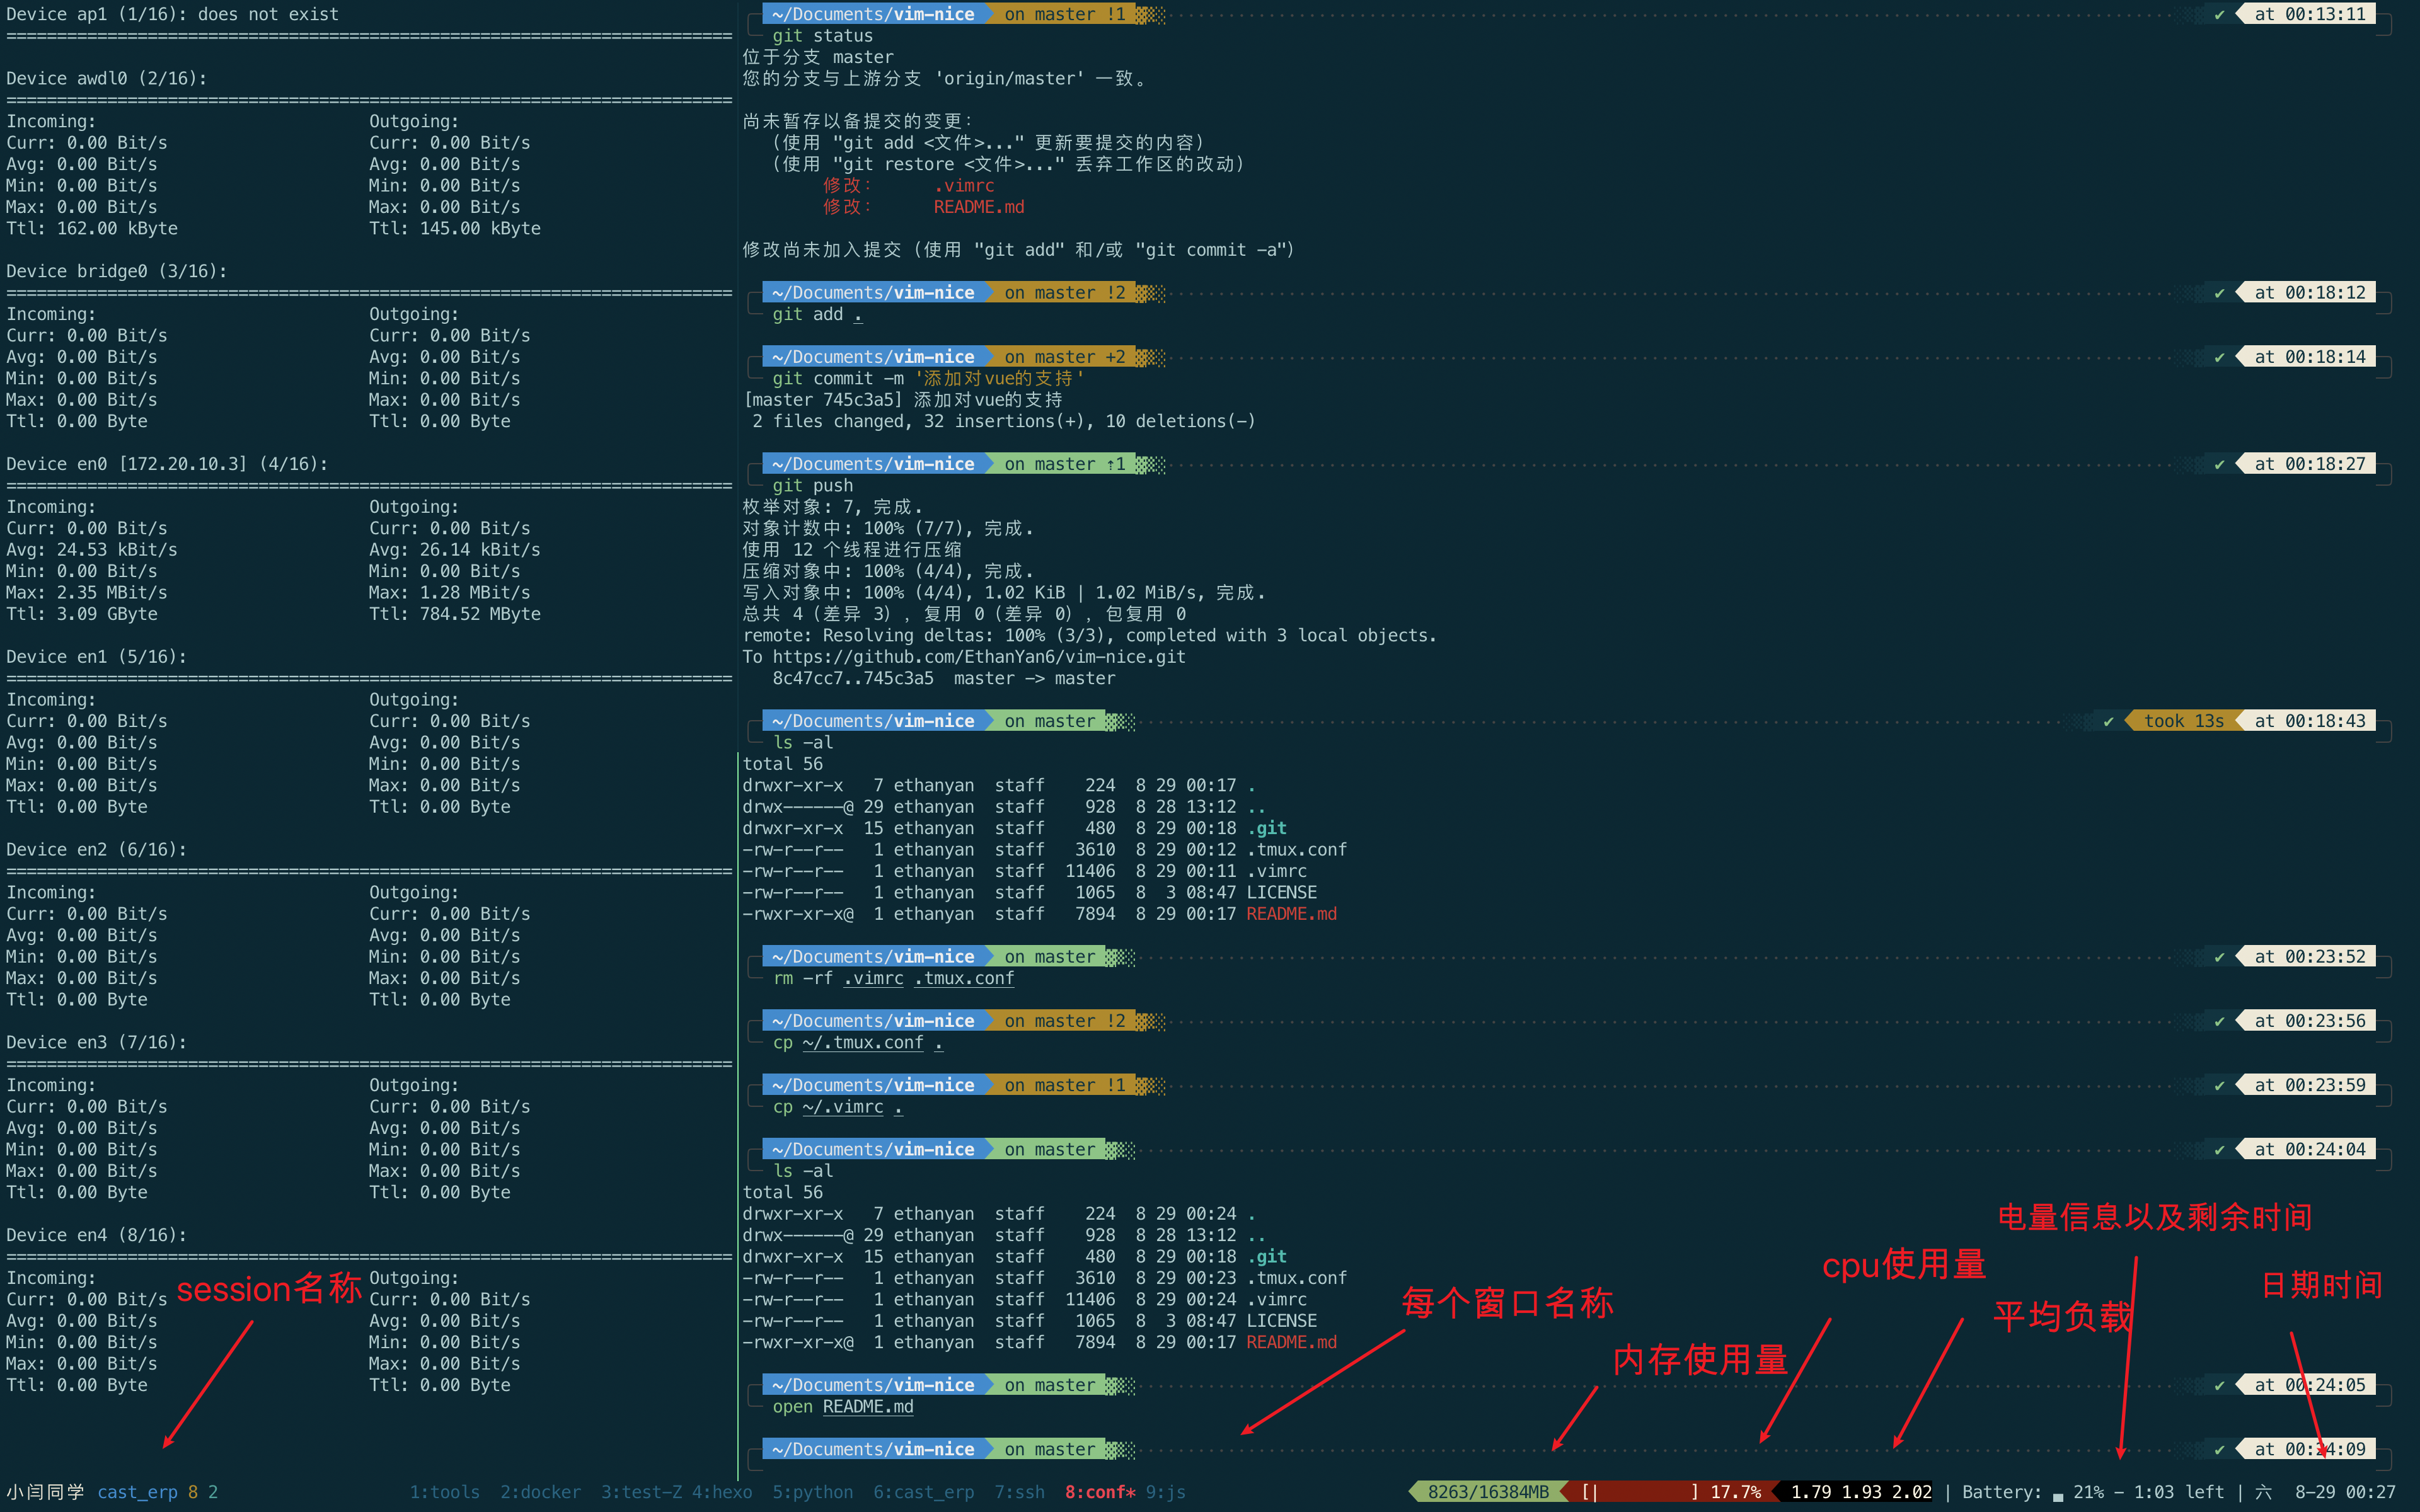 Device ap1 (1/16): does not exist
========================================================================
Device awdl0 (2/16):
========================================================================
Incoming: Outgoing:
Curr: 0.00 Bit/s Curr: 0.00 Bit/s
Avg: 0.00 Bit/s Avg: 0.00 Bit/s
Min: 0.00 Bit/s Min: 0.00 Bit/s
Max: 0.00 Bit/s Max: 0.00 Bit/s
Ttl: 162.00 kByte Ttl: 145.00 kByte
Device bridge0 (3/16):
========================================================================
Incoming: Outgoing:
Curr: 0.00 Bit/s Curr: 0.00 Bit/s
Avg: 0.00 Bit/s Avg: 0.00 Bit/s
Min: 0.00 Bit/s Min: 0.00 Bit/s
Max: 0.00 Bit/s Max: 0.00 Bit/s
Ttl: 0.00 Byte Ttl: 0.00 Byte
Device en0 [172.20.10.3] (4/16):
========================================================================
Incoming: Outgoing:
Curr: 0.00 Bit/s Curr: 0.00 Bit/s
Avg: 24.53 kBit/s Avg: 26.14 kBit/s
Min: 0.00 Bit/s Min: 0.00 Bit/s
Max: 2.35 MBit/s Max: 1.28 MBit/s
Ttl: 3.09 GByte Ttl: 784.52 MByte
Device en1 (5/16):
========================================================================
Incoming: Outgoing:
Curr: 0.00 Bit/s Curr: 0.00 Bit/s
Avg: 0.00 Bit/s Avg: 0.00 Bit/s
Min: 0.00 Bit/s Min: 0.00 Bit/s
Max: 0.00 Bit/s Max: 0.00 Bit/s
Ttl: 0.00 Byte Ttl: 0.00 Byte
Device en2 (6/16):
========================================================================
Incoming: Outgoing:
Curr: 0.00 Bit/s Curr: 0.00 Bit/s
Avg: 0.00 Bit/s Avg: 0.00 Bit/s
Min: 0.00 Bit/s Min: 0.00 Bit/s
Max: 0.00 Bit/s Max: 0.00 Bit/s
Ttl: 0.00 Byte Ttl: 0.00 Byte
Device en3 (7/16):
========================================================================
Incoming: Outgoing:
Curr: 0.00 Bit/s Curr: 0.00 Bit/s
Avg: 0.00 Bit/s Avg: 0.00 Bit/s
Min: 0.00 Bit/s Min: 0.00 Bit/s
Max: 0.00 Bit/s Max: 0.00 Bit/s
Ttl: 0.00 Byte Ttl: 0.00 Byte
Device en4 (8/16):
========================================================================
Incoming: Outgoing:
Curr: 0.00 Bit/s Curr: 0.00 Bit/s
Avg: 0.00 Bit/s Avg: 0.00 Bit/s
Min: 0.00 Bit/s Min: 0.00 Bit/s
Max: 0.00 Bit/s Max: 0.00 Bit/s
Ttl: 0.00 Byte Ttl: 0.00 Byte
session名称
~/Documents/vim-nice on master !1 ✔ at 00:13:11
git status
位于分支 master
您的分支与上游分支 'origin/master' 一致。
尚未暂存以备提交的变更：
（使用 "git add <文件>..." 更新要提交的内容）
（使用 "git restore <文件>..." 丢弃工作区的改动）
修改： .vimrc
修改： README.md
修改尚未加入提交（使用 "git add" 和/或 "git commit -a"）
~/Documents/vim-nice on master !2 ✔ at 00:18:12
git add .
~/Documents/vim-nice on master +2 ✔ at 00:18:14
git commit -m '添加对vue的支持'
[master 745c3a5] 添加对vue的支持
2 files changed, 32 insertions(+), 10 deletions(-)
~/Documents/vim-nice on master ⇡1 ✔ at 00:18:27
git push
枚举对象: 7, 完成.
对象计数中: 100% (7/7), 完成.
使用 12 个线程进行压缩
压缩对象中: 100% (4/4), 完成.
写入对象中: 100% (4/4), 1.02 KiB | 1.02 MiB/s, 完成.
总共 4（差异 3），复用 0（差异 0），包复用 0
remote: Resolving deltas: 100% (3/3), completed with 3 local objects.
To https://github.com/EthanYan6/vim-nice.git
8c47cc7..745c3a5 master -> master
~/Documents/vim-nice on master ✔ took 13s at 00:18:43
ls -al
total 56
drwxr-xr-x 7 ethanyan staff 224 8 29 00:17 .
drwx------@ 29 ethanyan staff 928 8 28 13:12 ..
drwxr-xr-x 15 ethanyan staff 480 8 29 00:18 .git
-rw-r--r-- 1 ethanyan staff 3610 8 29 00:12 .tmux.conf
-rw-r--r-- 1 ethanyan staff 11406 8 29 00:11 .vimrc
-rw-r--r-- 1 ethanyan staff 1065 8 3 08:47 LICENSE
-rwxr-xr-x@ 1 ethanyan staff 7894 8 29 00:17 README.md
~/Documents/vim-nice on master ✔ at 00:23:52
rm -rf .vimrc .tmux.conf
~/Documents/vim-nice on master !2 ✔ at 00:23:56
cp ~/.tmux.conf .
~/Documents/vim-nice on master !1 ✔ at 00:23:59
cp ~/.vimrc .
~/Documents/vim-nice on master ✔ at 00:24:04
ls -al
total 56
drwxr-xr-x 7 ethanyan staff 224 8 29 00:24 .
drwx------@ 29 ethanyan staff 928 8 28 13:12 ..
drwxr-xr-x 15 ethanyan staff 480 8 29 00:18 .git
-rw-r--r-- 1 ethanyan staff 3610 8 29 00:23 .tmux.conf
-rw-r--r-- 1 ethanyan staff 11406 8 29 00:24 .vimrc
-rw-r--r-- 1 ethanyan staff 1065 8 3 08:47 LICENSE
-rwxr-xr-x@ 1 ethanyan staff 7894 8 29 00:17 README.md
~/Documents/vim-nice on master ✔ at 00:24:05
open README.md
~/Documents/vim-nice on master ✔ at 00:24:09
电量信息以及剩余时间
cpu使用量
日期时间
每个窗口名称
平均负载
内存使用量
小闫同学 cast_erp 8 2 1:tools 2:docker 3:test-Z 4:hexo 5:python 6:cast_erp 7:ssh 8:conf* 9:js 8263/16384MB [| ] 17.7% 1.79 1.93 2.02 | Battery: ▄ 21% - 1:03 left | 六 8-29 00:27